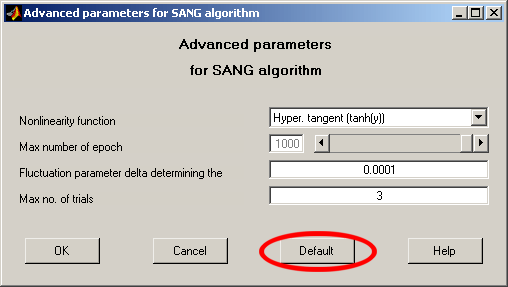 Advanced parameters for SANG algorithm
Advanced parameters
for SANG algorithm
Nonlinearity function
Hyper. tangent (tanh(y))
Max number of epoch
1000
Fluctuation parameter delta determining the
0.0001
Max no. of trials
3
OK
Cancel
Default
Help